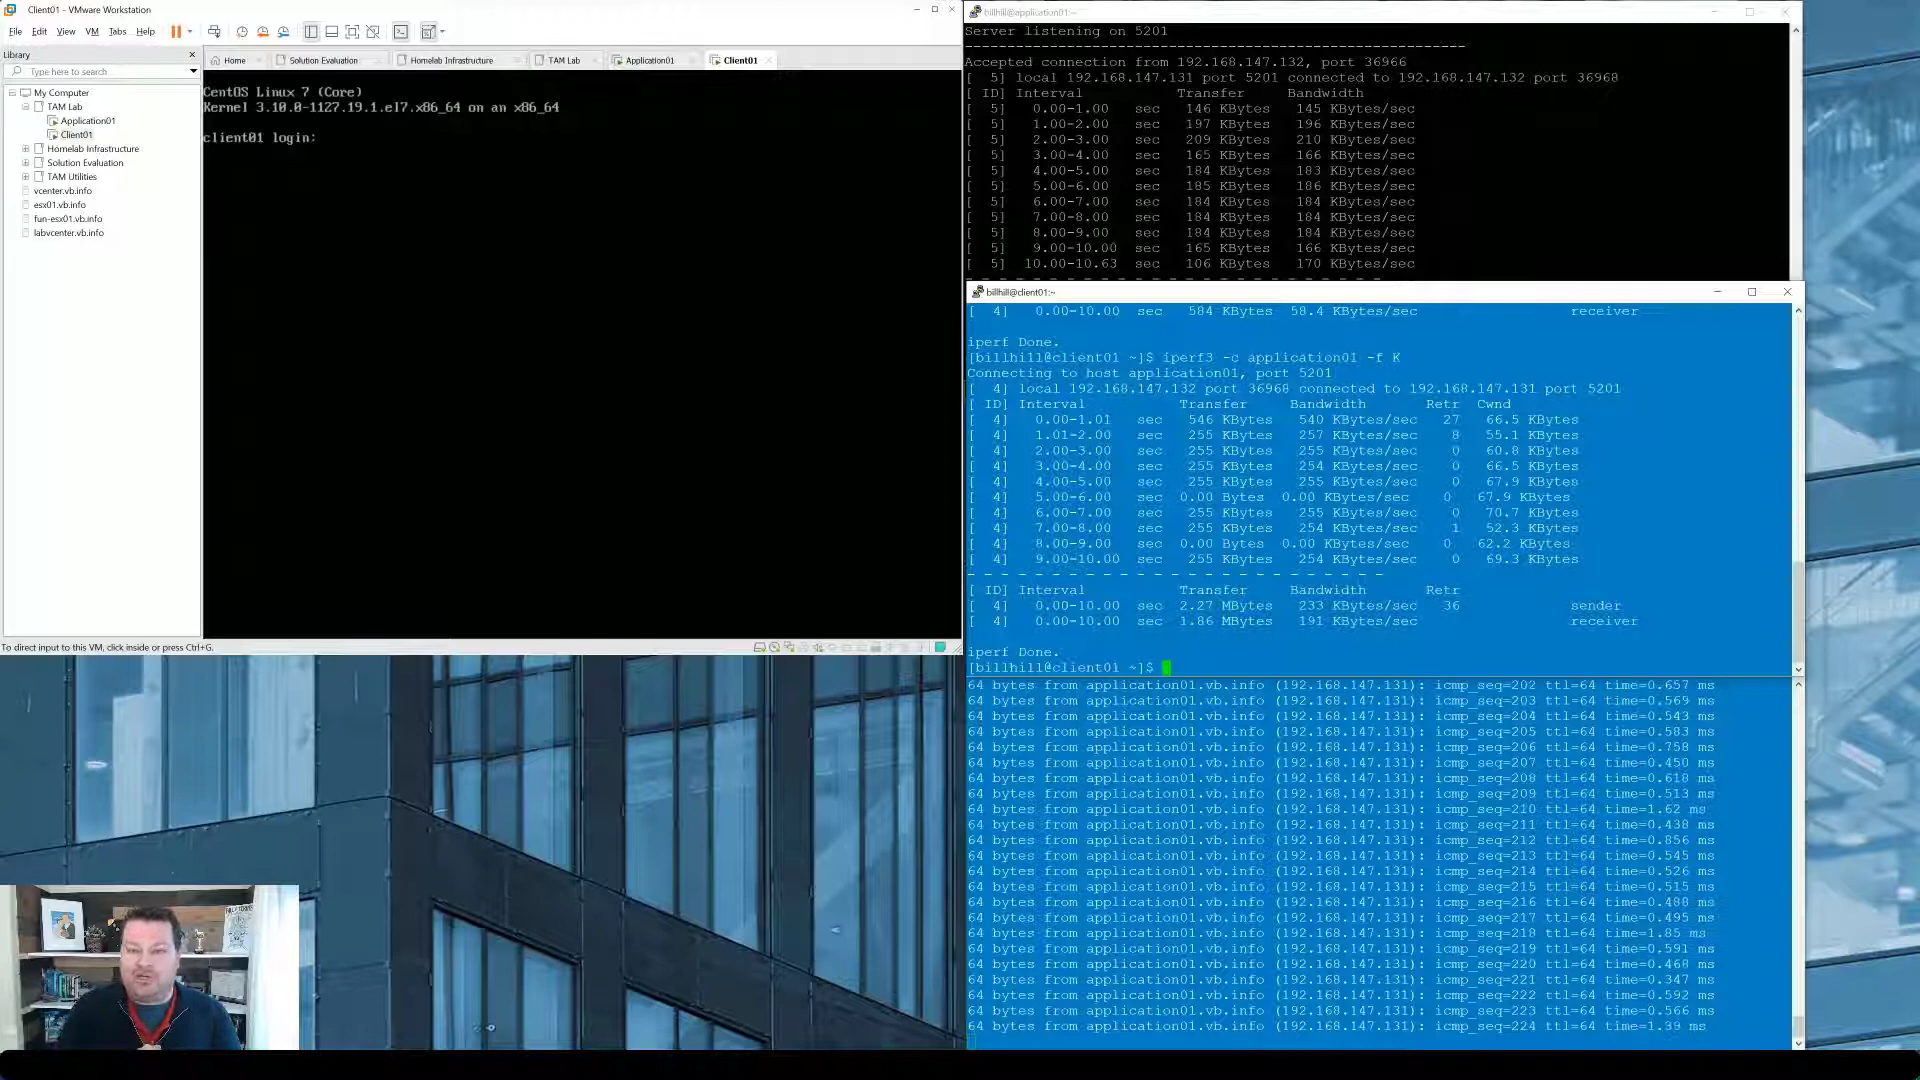 Client01 - VMware Workstation
File Edit View VM Tabs Help
Library
Type here to search
My Computer
TAM Lab
Application01
Client01
Homelab Infrastructure
Solution Evaluation
TAM Utilities
vcenter.vb.info
esx01.vb.info
fun-esx01.vb.info
labvcenter.vb.info
Home Solution Evaluation Homelab Infrastructure TAM Lab Application01 Client01
CentOS Linux 7 (Core)
Kernel 3.10.0-1127.19.1.el7.x86_64 on an x86_64
client01 login:
To direct input to this VM, click inside or press Ctrl+G.
billhill@application01:~
Server listening on 5201
-----------------------------------------------------------
Accepted connection from 192.168.147.132, port 36966
[  5] local 192.168.147.131 port 5201 connected to 192.168.147.132 port 36968
[ ID] Interval Transfer Bandwidth
[  5] 0.00-1.00 sec 146 KBytes 145 KBytes/sec
[  5] 1.00-2.00 sec 197 KBytes 196 KBytes/sec
[  5] 2.00-3.00 sec 209 KBytes 210 KBytes/sec
[  5] 3.00-4.00 sec 165 KBytes 166 KBytes/sec
[  5] 4.00-5.00 sec 184 KBytes 183 KBytes/sec
[  5] 5.00-6.00 sec 185 KBytes 186 KBytes/sec
[  5] 6.00-7.00 sec 184 KBytes 184 KBytes/sec
[  5] 7.00-8.00 sec 184 KBytes 184 KBytes/sec
[  5] 8.00-9.00 sec 184 KBytes 184 KBytes/sec
[  5] 9.00-10.00 sec 165 KBytes 166 KBytes/sec
[  5] 10.00-10.63 sec 106 KBytes 170 KBytes/sec
billhill@client01:~
[  4] 0.00-10.00 sec 584 KBytes 58.4 KBytes/sec receiver
iperf Done.
[billhill@client01 ~]$ iperf3 -c application01 -f K
Connecting to host application01, port 5201
[  4] local 192.168.147.132 port 36968 connected to 192.168.147.131 port 5201
[ ID] Interval Transfer Bandwidth Retr Cwnd
[  4] 0.00-1.01 sec 546 KBytes 540 KBytes/sec 27 66.5 KBytes
[  4] 1.01-2.00 sec 255 KBytes 257 KBytes/sec 8 55.1 KBytes
[  4] 2.00-3.00 sec 255 KBytes 255 KBytes/sec 0 60.8 KBytes
[  4] 3.00-4.00 sec 255 KBytes 254 KBytes/sec 0 66.5 KBytes
[  4] 4.00-5.00 sec 255 KBytes 255 KBytes/sec 0 67.9 KBytes
[  4] 5.00-6.00 sec 0.00 Bytes 0.00 KBytes/sec 0 67.9 KBytes
[  4] 6.00-7.00 sec 255 KBytes 255 KBytes/sec 0 70.7 KBytes
[  4] 7.00-8.00 sec 255 KBytes 254 KBytes/sec 1 52.3 KBytes
[  4] 8.00-9.00 sec 0.00 Bytes 0.00 KBytes/sec 0 62.2 KBytes
[  4] 9.00-10.00 sec 255 KBytes 254 KBytes/sec 0 69.3 KBytes
- - - - - - - - - - - - - - - - - - - - - - - - -
[ ID] Interval Transfer Bandwidth Retr
[  4] 0.00-10.00 sec 2.27 MBytes 233 KBytes/sec 36 sender
[  4] 0.00-10.00 sec 1.86 MBytes 191 KBytes/sec receiver
iperf Done.
[billhill@client01 ~]$
64 bytes from application01.vb.info (192.168.147.131): icmp_seq=202 ttl=64 time=0.657 ms
64 bytes from application01.vb.info (192.168.147.131): icmp_seq=203 ttl=64 time=0.569 ms
64 bytes from application01.vb.info (192.168.147.131): icmp_seq=204 ttl=64 time=0.543 ms
64 bytes from application01.vb.info (192.168.147.131): icmp_seq=205 ttl=64 time=0.583 ms
64 bytes from application01.vb.info (192.168.147.131): icmp_seq=206 ttl=64 time=0.758 ms
64 bytes from application01.vb.info (192.168.147.131): icmp_seq=207 ttl=64 time=0.450 ms
64 bytes from application01.vb.info (192.168.147.131): icmp_seq=208 ttl=64 time=0.618 ms
64 bytes from application01.vb.info (192.168.147.131): icmp_seq=209 ttl=64 time=0.513 ms
64 bytes from application01.vb.info (192.168.147.131): icmp_seq=210 ttl=64 time=1.62 ms
64 bytes from application01.vb.info (192.168.147.131): icmp_seq=211 ttl=64 time=0.438 ms
64 bytes from application01.vb.info (192.168.147.131): icmp_seq=212 ttl=64 time=0.856 ms
64 bytes from application01.vb.info (192.168.147.131): icmp_seq=213 ttl=64 time=0.545 ms
64 bytes from application01.vb.info (192.168.147.131): icmp_seq=214 ttl=64 time=0.526 ms
64 bytes from application01.vb.info (192.168.147.131): icmp_seq=215 ttl=64 time=0.515 ms
64 bytes from application01.vb.info (192.168.147.131): icmp_seq=216 ttl=64 time=0.488 ms
64 bytes from application01.vb.info (192.168.147.131): icmp_seq=217 ttl=64 time=0.495 ms
64 bytes from application01.vb.info (192.168.147.131): icmp_seq=218 ttl=64 time=1.85 ms
64 bytes from application01.vb.info (192.168.147.131): icmp_seq=219 ttl=64 time=0.591 ms
64 bytes from application01.vb.info (192.168.147.131): icmp_seq=220 ttl=64 time=0.468 ms
64 bytes from application01.vb.info (192.168.147.131): icmp_seq=221 ttl=64 time=0.347 ms
64 bytes from application01.vb.info (192.168.147.131): icmp_seq=222 ttl=64 time=0.592 ms
64 bytes from application01.vb.info (192.168.147.131): icmp_seq=223 ttl=64 time=0.566 ms
64 bytes from application01.vb.info (192.168.147.131): icmp_seq=224 ttl=64 time=1.39 ms